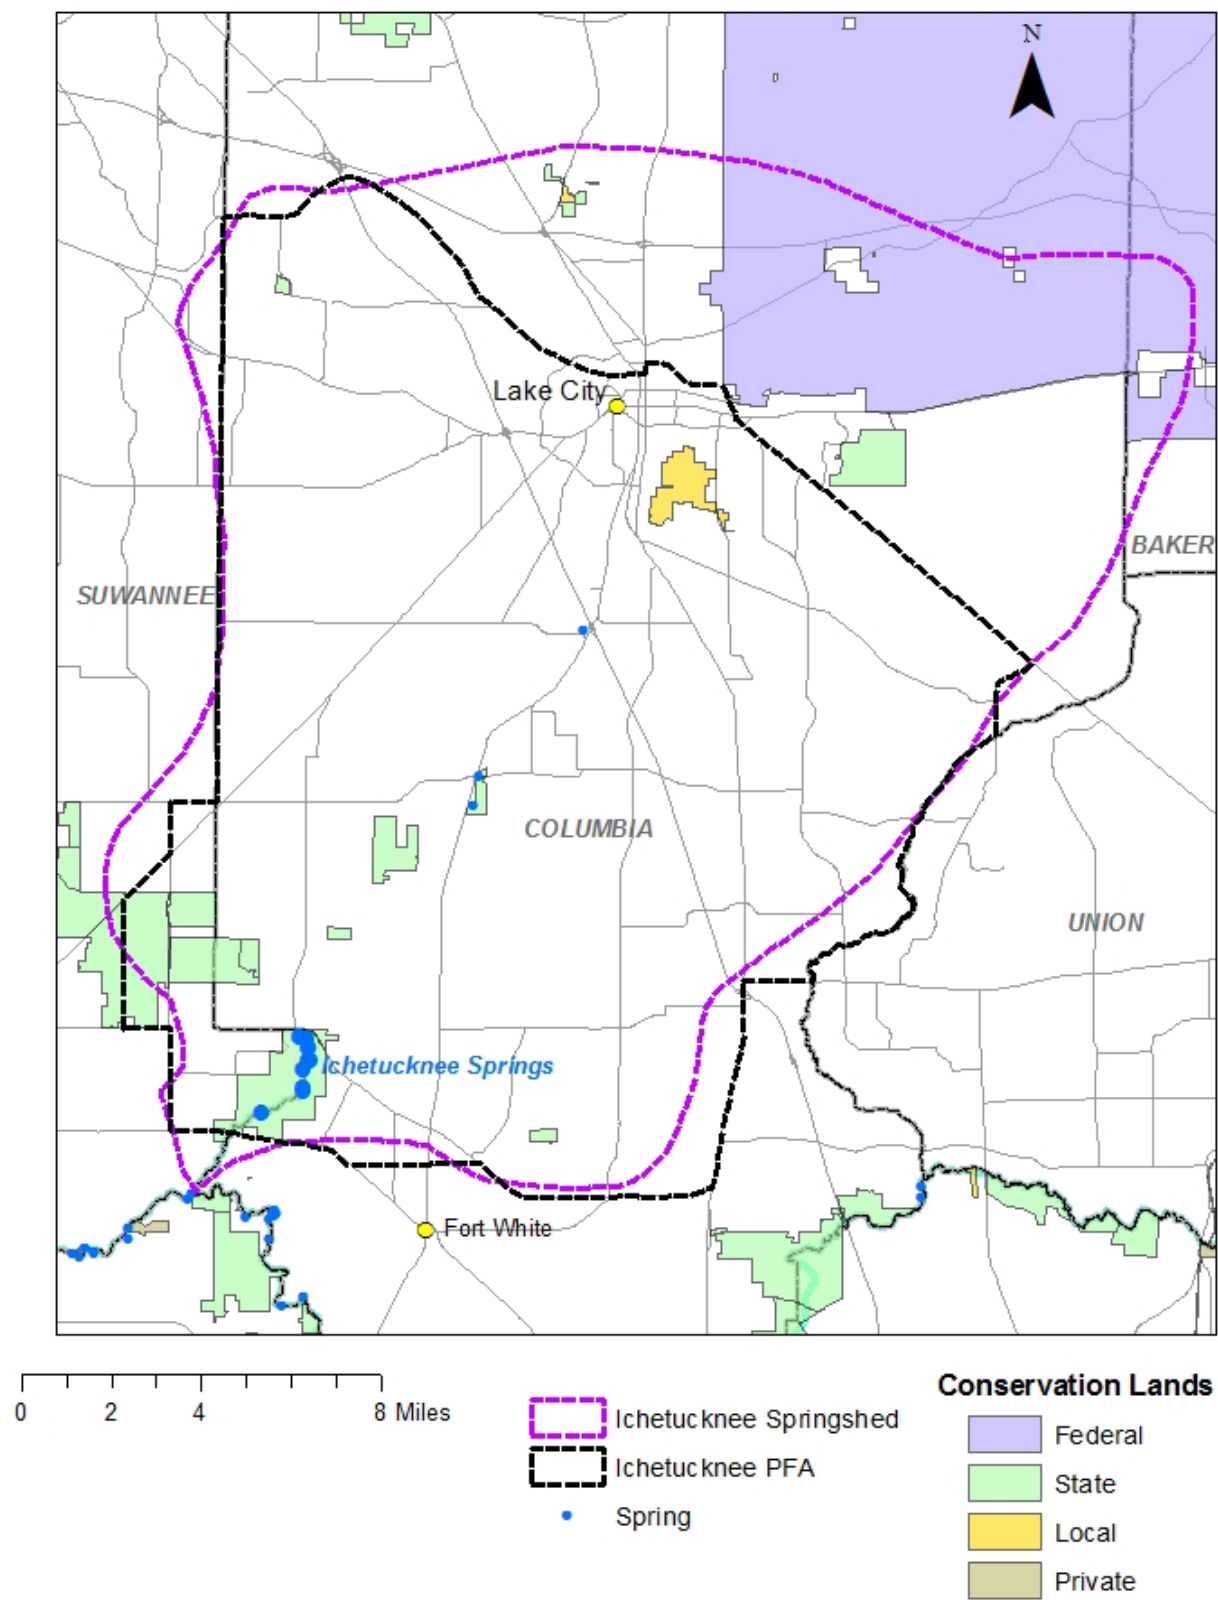 N
Lake City
BAKER
SUWANNEE
COLUMBIA
UNION
Ichetucknee Springs
Fort White
0 2 4 8 Miles
Ichetucknee Springshed
Ichetucknee PFA
Spring
Conservation Lands
Federal
State
Local
Private